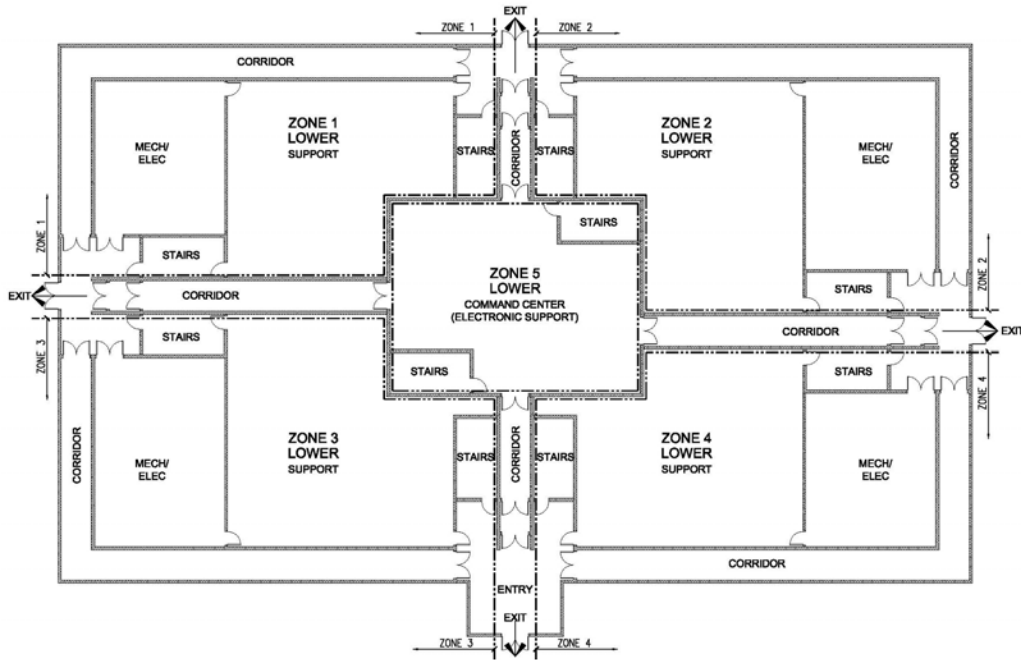 EXIT
ZONE 1
ZONE 2
CORRIDOR
ZONE 1
LOWER
SUPPORT
ZONE 2
LOWER
SUPPORT
MECH/
ELEC
STAIRS
CORRIDOR
STAIRS
MECH/
ELEC
CORRIDOR
ZONE 1
STAIRS
STAIRS
ZONE 2
ZONE 5
LOWER
COMMAND CENTER
(ELECTRONIC SUPPORT)
STAIRS
EXIT
CORRIDOR
CORRIDOR
EXIT
ZONE 3
STAIRS
STAIRS
STAIRS
ZONE 4
CORRIDOR
MECH/
ELEC
ZONE 3
LOWER
SUPPORT
STAIRS
CORRIDOR
STAIRS
ZONE 4
LOWER
SUPPORT
MECH/
ELEC
CORRIDOR
ENTRY
EXIT
ZONE 3
ZONE 4